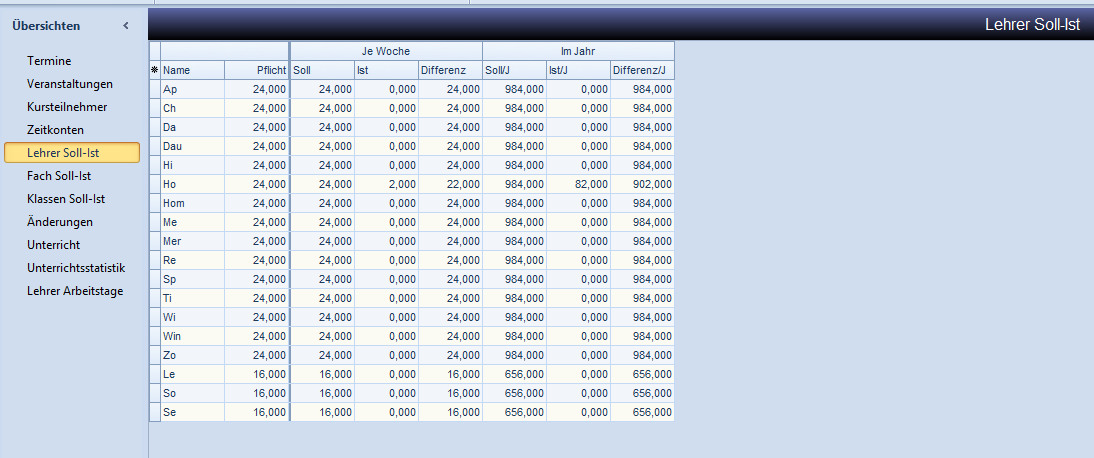 Übersichten
Lehrer Soll-Ist
Termine
Veranstaltungen
Kursteilnehmer
Zeitkonten
Lehrer Soll-Ist
Fach Soll-Ist
Klassen Soll-Ist
Änderungen
Unterricht
Unterrichtsstatistik
Lehrer Arbeitstage
Je Woche Im Jahr
Name Pflicht Soll Ist Differenz Soll/J Ist/J Differenz/J
Ap 24,000 24,000 0,000 24,000 984,000 0,000 984,000
Ch 24,000 24,000 0,000 24,000 984,000 0,000 984,000
Da 24,000 24,000 0,000 24,000 984,000 0,000 984,000
Dau 24,000 24,000 0,000 24,000 984,000 0,000 984,000
Hi 24,000 24,000 0,000 24,000 984,000 0,000 984,000
Ho 24,000 24,000 2,000 22,000 984,000 82,000 902,000
Hom 24,000 24,000 0,000 24,000 984,000 0,000 984,000
Me 24,000 24,000 0,000 24,000 984,000 0,000 984,000
Mer 24,000 24,000 0,000 24,000 984,000 0,000 984,000
Re 24,000 24,000 0,000 24,000 984,000 0,000 984,000
Sp 24,000 24,000 0,000 24,000 984,000 0,000 984,000
Ti 24,000 24,000 0,000 24,000 984,000 0,000 984,000
Wi 24,000 24,000 0,000 24,000 984,000 0,000 984,000
Win 24,000 24,000 0,000 24,000 984,000 0,000 984,000
Zo 24,000 24,000 0,000 24,000 984,000 0,000 984,000
Le 16,000 16,000 0,000 16,000 656,000 0,000 656,000
So 16,000 16,000 0,000 16,000 656,000 0,000 656,000
Se 16,000 16,000 0,000 16,000 656,000 0,000 656,000